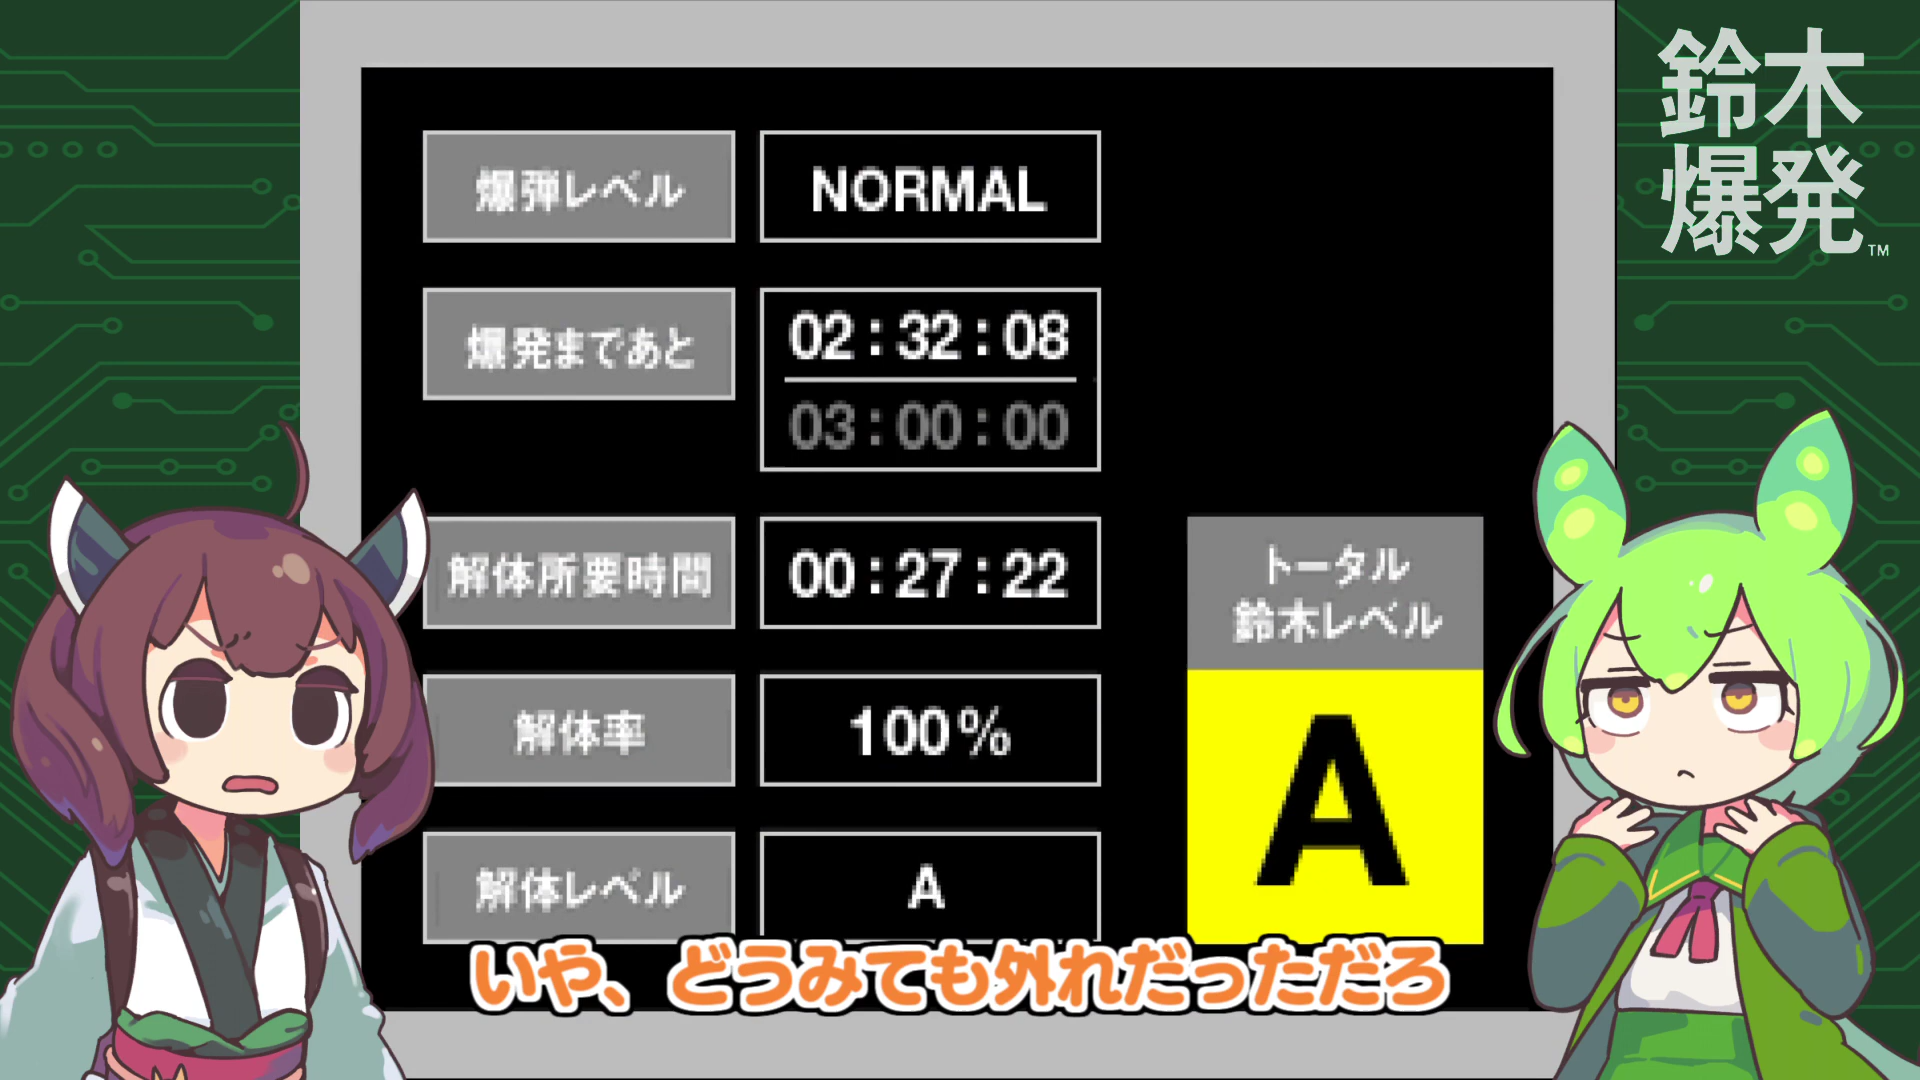 鈴木
爆発™
爆弾レベル
NORMAL
爆発まであと
02:32:08
03:00:00
解体所要時間
00:27:22
解体率
100%
解体レベル
A
トータル
鈴木レベル
A
いや、どうみても外れだっただろ